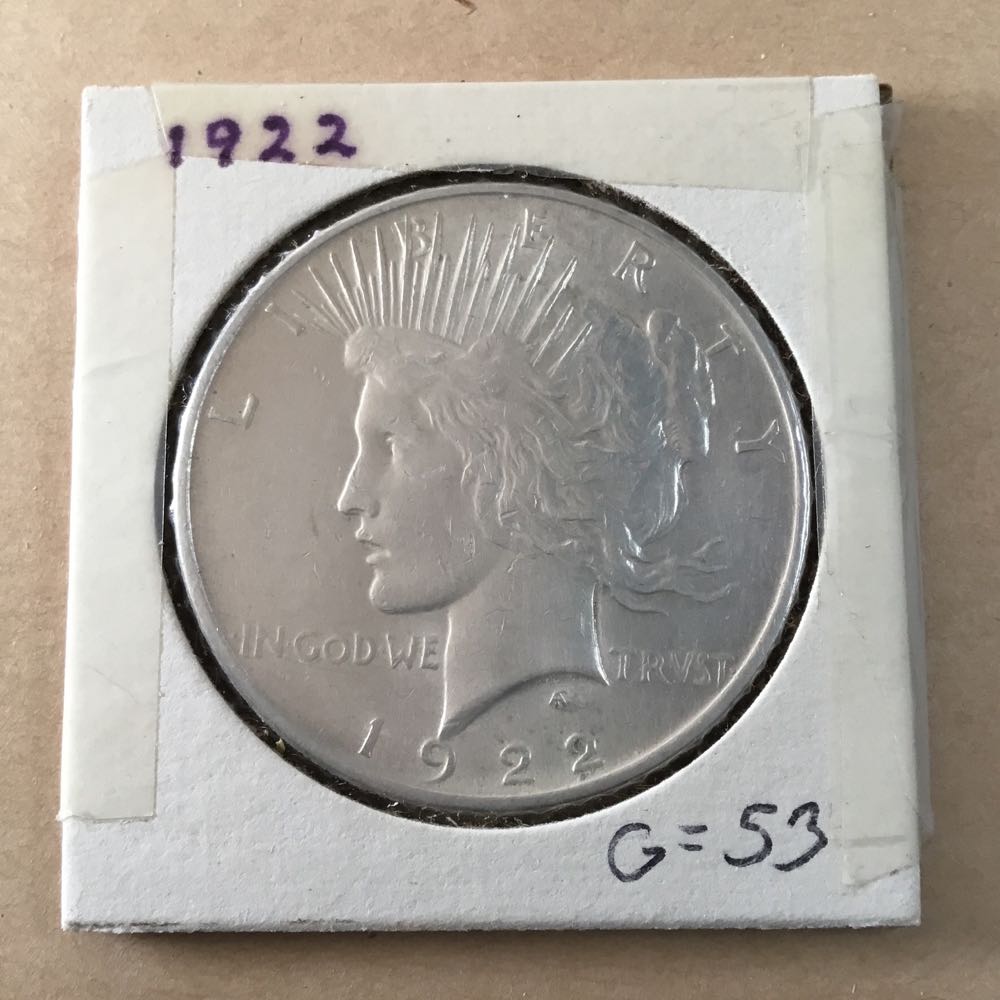 1922
LIBERTY
IN GOD WE TRVST
1922
G=53